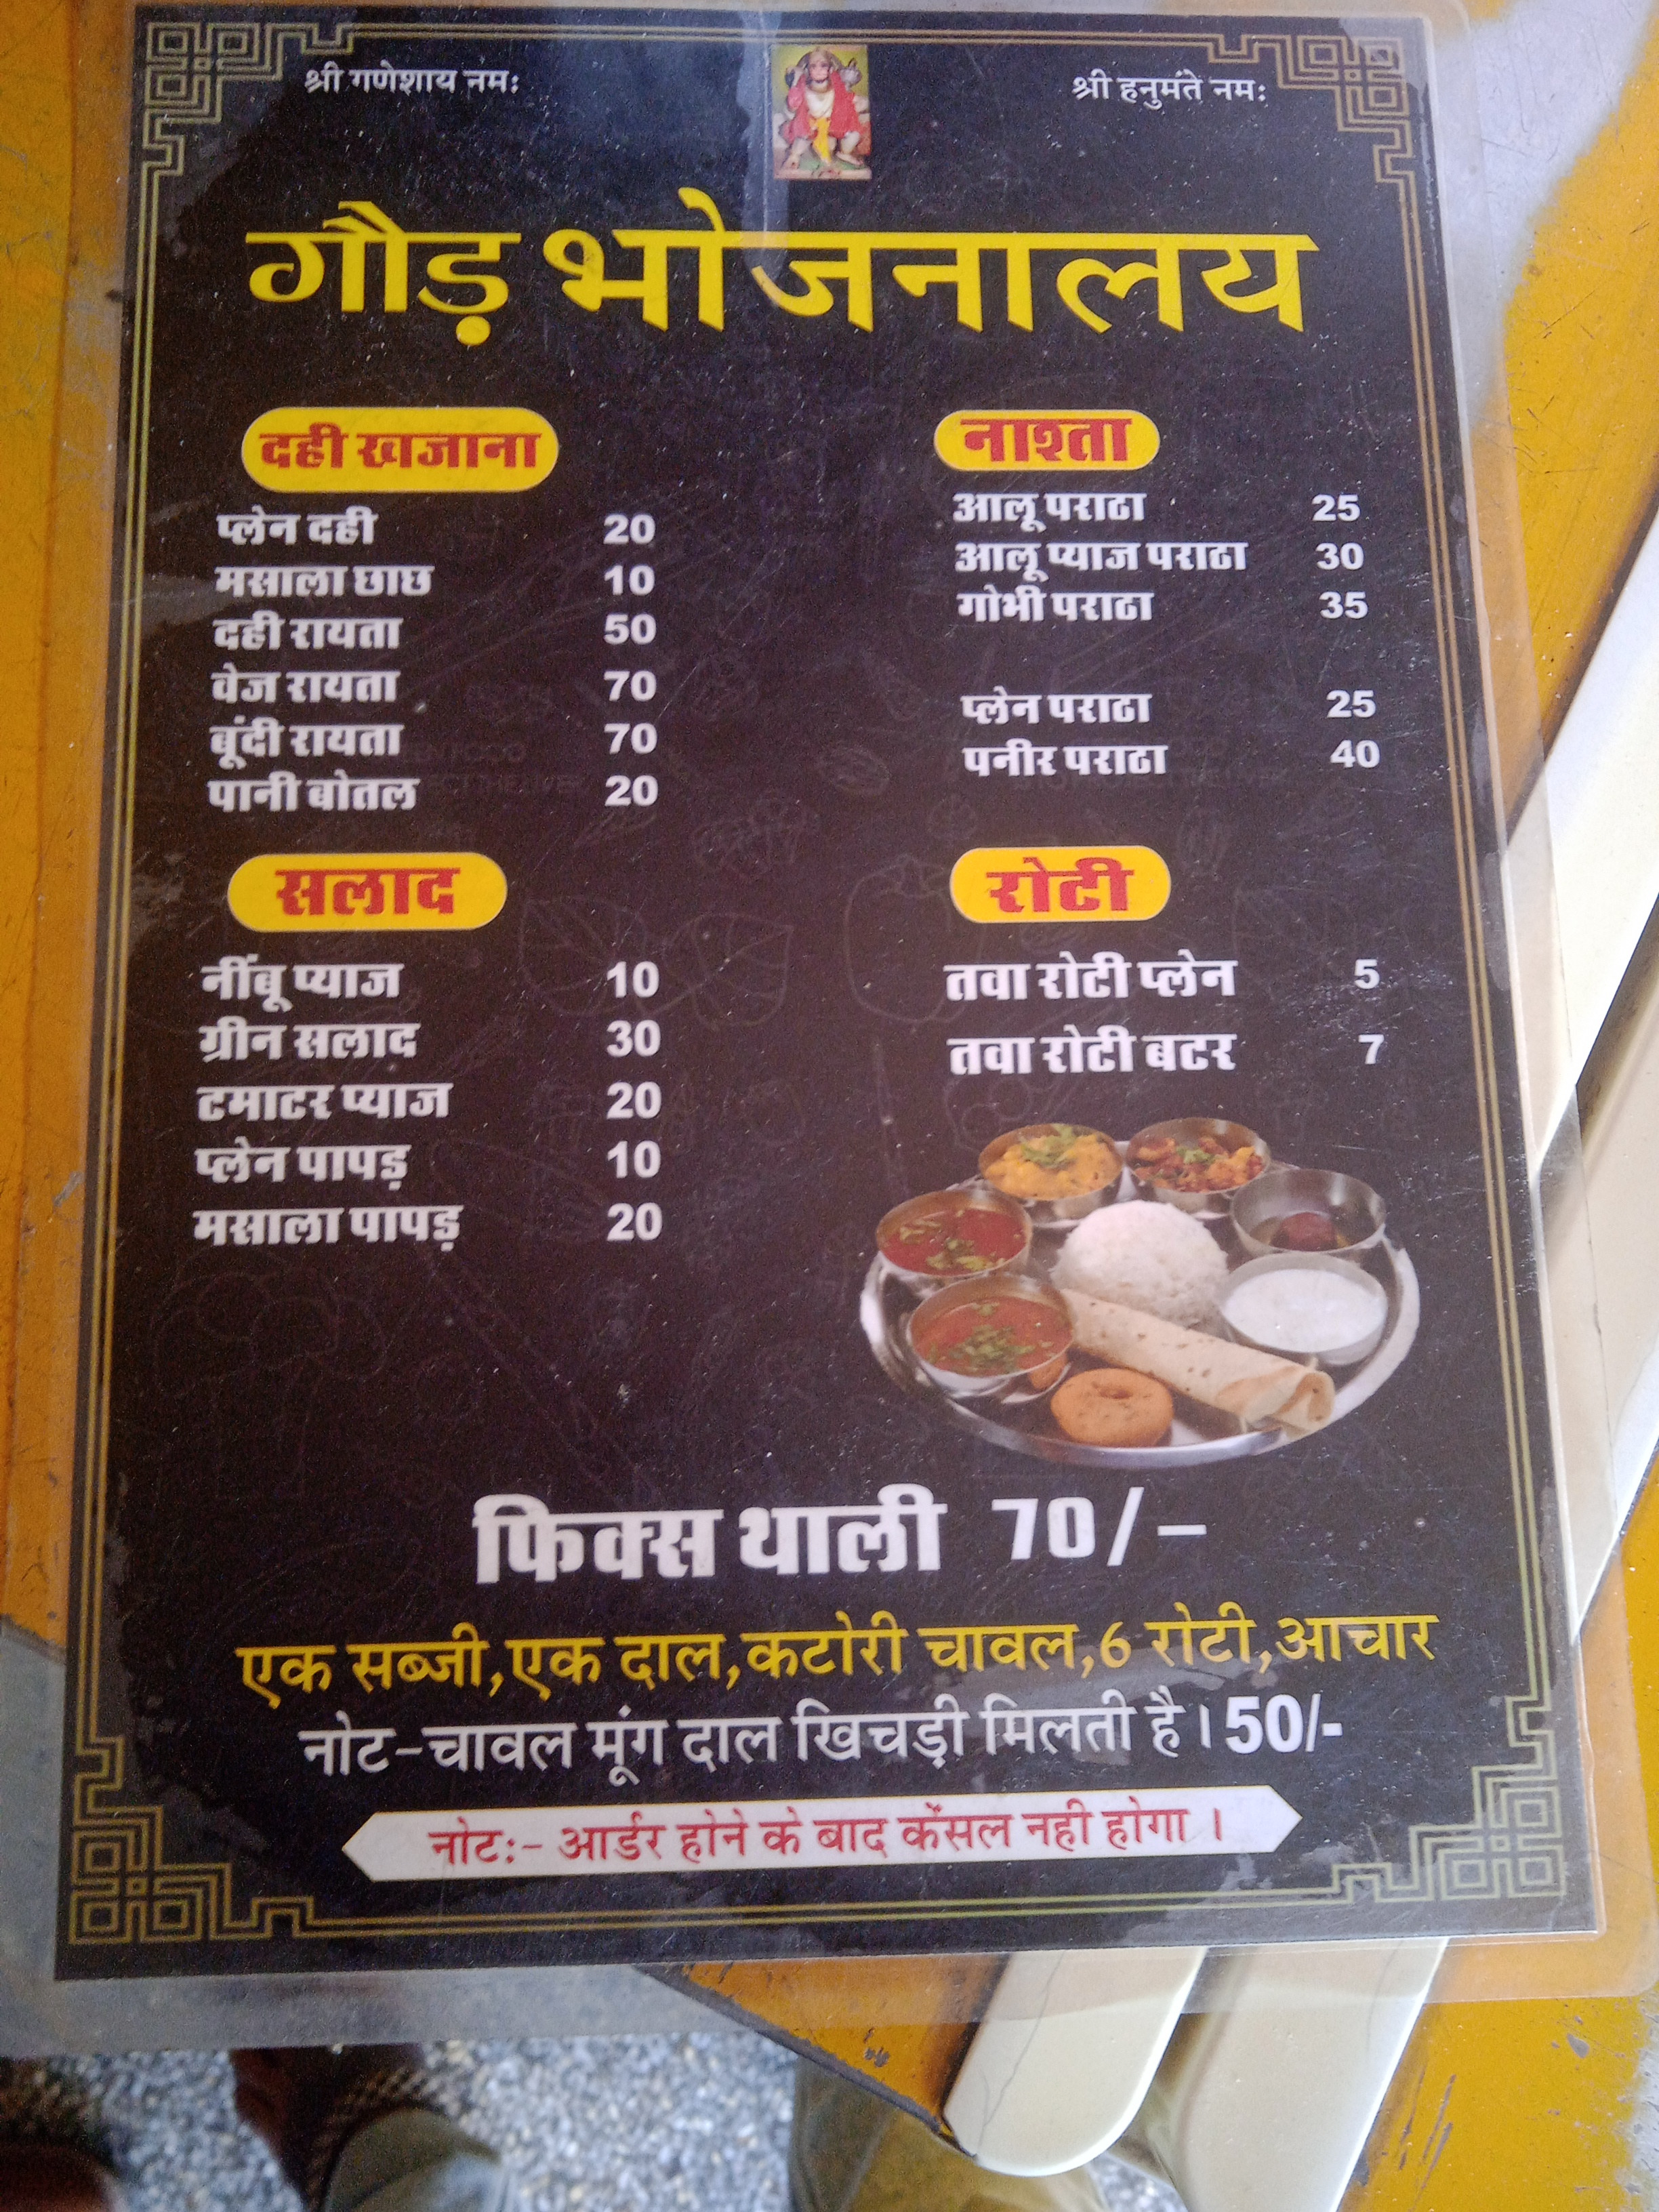 श्री गणेशाय नमः
श्री हनुमंते नमः
गौड़ भोजनालय
दही खजाना
प्लेन दही 20
मसाला छाछ 10
दही रायता 50
वेज रायता 70
बूंदी रायता 70
पानी बोतल 20
सलाद
नींबू प्याज 10
ग्रीन सलाद 30
टमाटर प्याज 20
प्लेन पापड़ 10
मसाला पापड़ 20
नाश्ता
आलू पराठा 25
आलू प्याज पराठा 30
गोभी पराठा 35
प्लेन पराठा 25
पनीर पराठा 40
रोटी
तवा रोटी प्लेन 5
तवा रोटी बटर 7
फिक्स थाली 70/-
एक सब्जी,एक दाल,कटोरी चावल,6 रोटी,आचार
नोट-चावल मूंग दाल खिचड़ी मिलती है।50/-
नोट:- आर्डर होने के बाद केंसल नही होगा ।